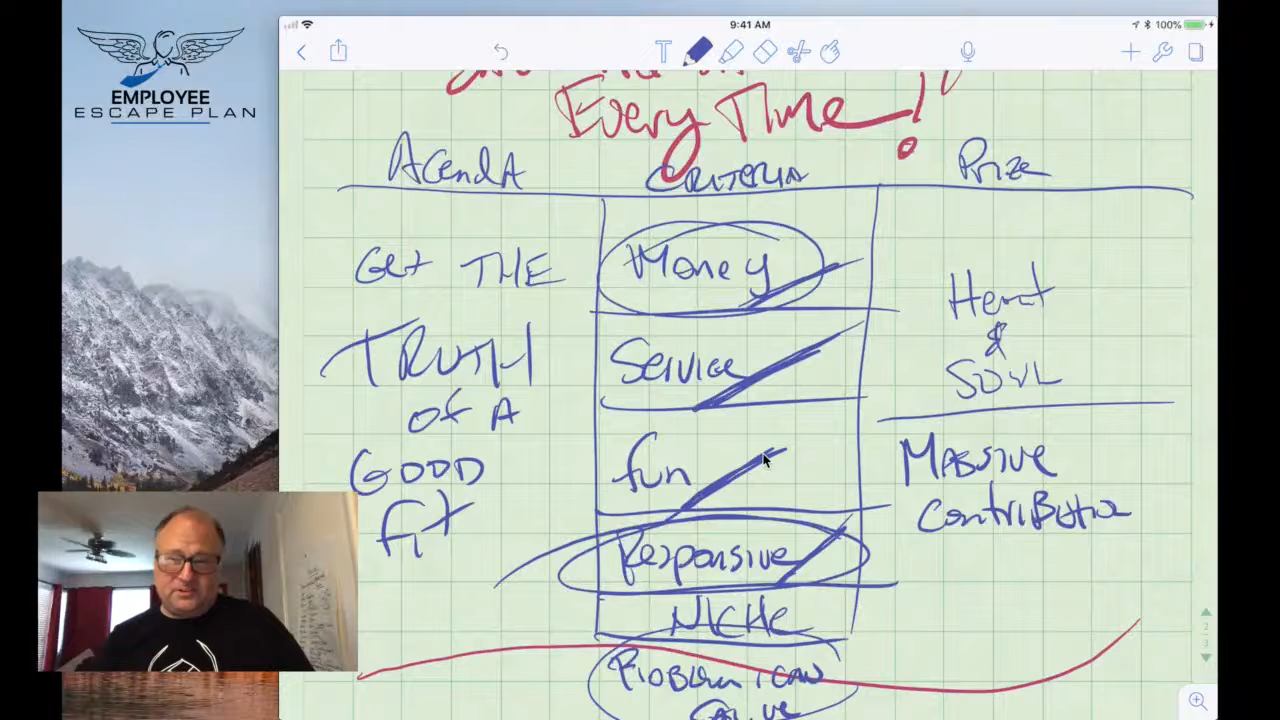 9:41 AM
100%
EMPLOYEE
ESCAPE PLAN
Every Time!
Agenda
Criteria
Prize
Get THE
TRUTH
of A
GOOD
fit
Money
Service
fun
Responsive
NICHE
Problem I CAN
Solve
Heart
&
SOUL
Massive
Contribution